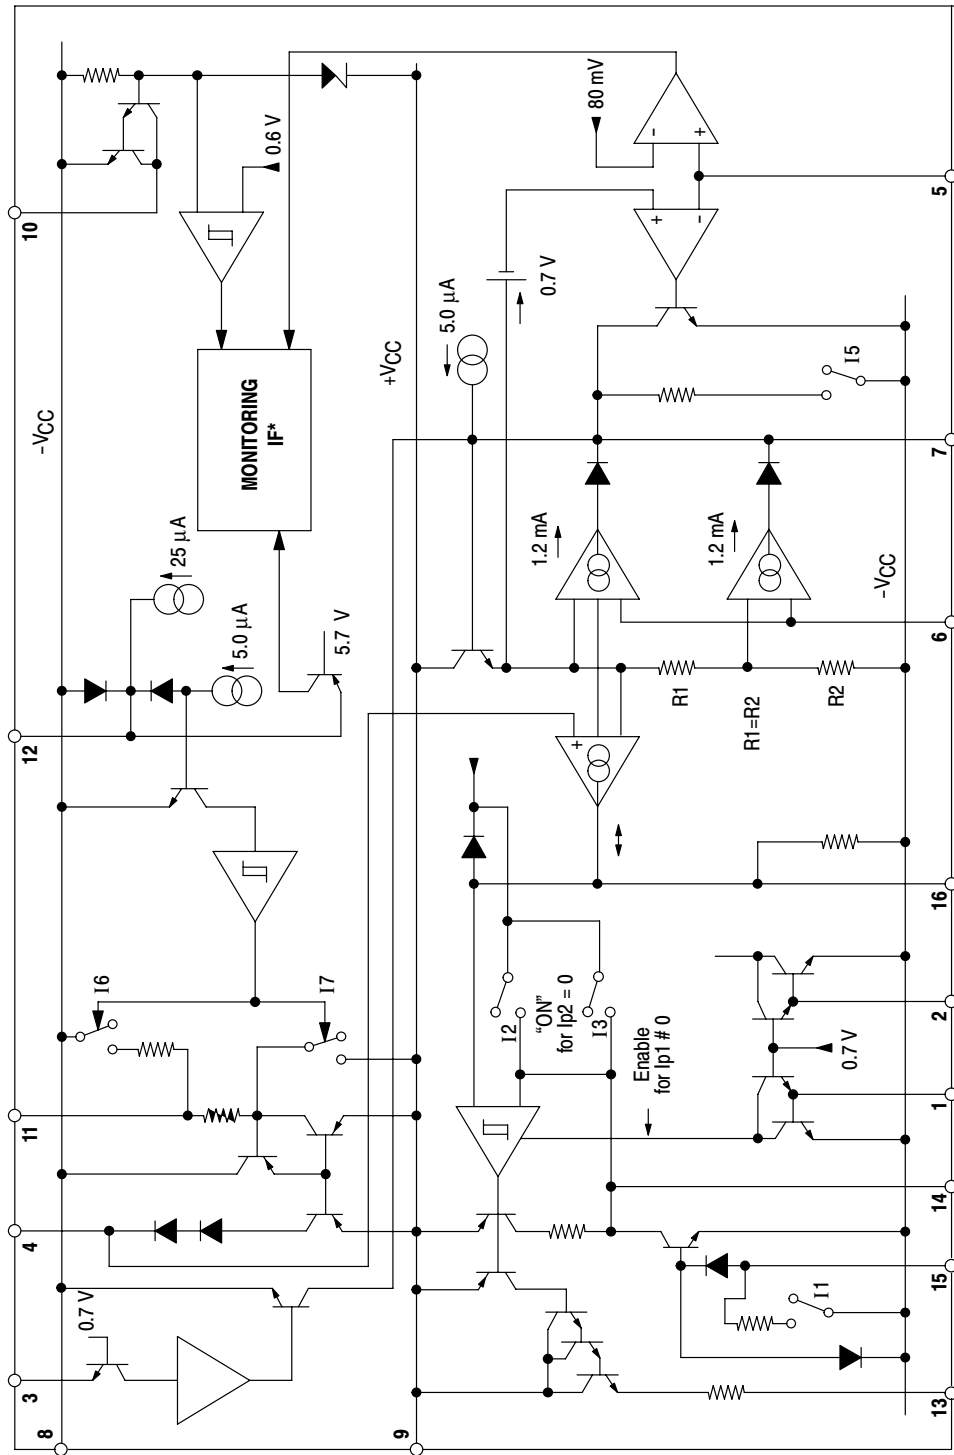 8
3
4
11
12
10
0.7 V
I6
I7
5.0 µA
25 µA
5.7 V
–VCC
MONITORING
IF*
0.6 V
80 mV
9
+VCC
5.0 µA
0.7 V
I2
"ON"
for Ip2 = 0
I3
Enable
for Ip1 # 0
+
1.2 mA
1.2 mA
R1
R1=R2
R2
+
-
-
+
I5
I1
0.7 V
–VCC
13
15
14
1
2
16
6
7
5